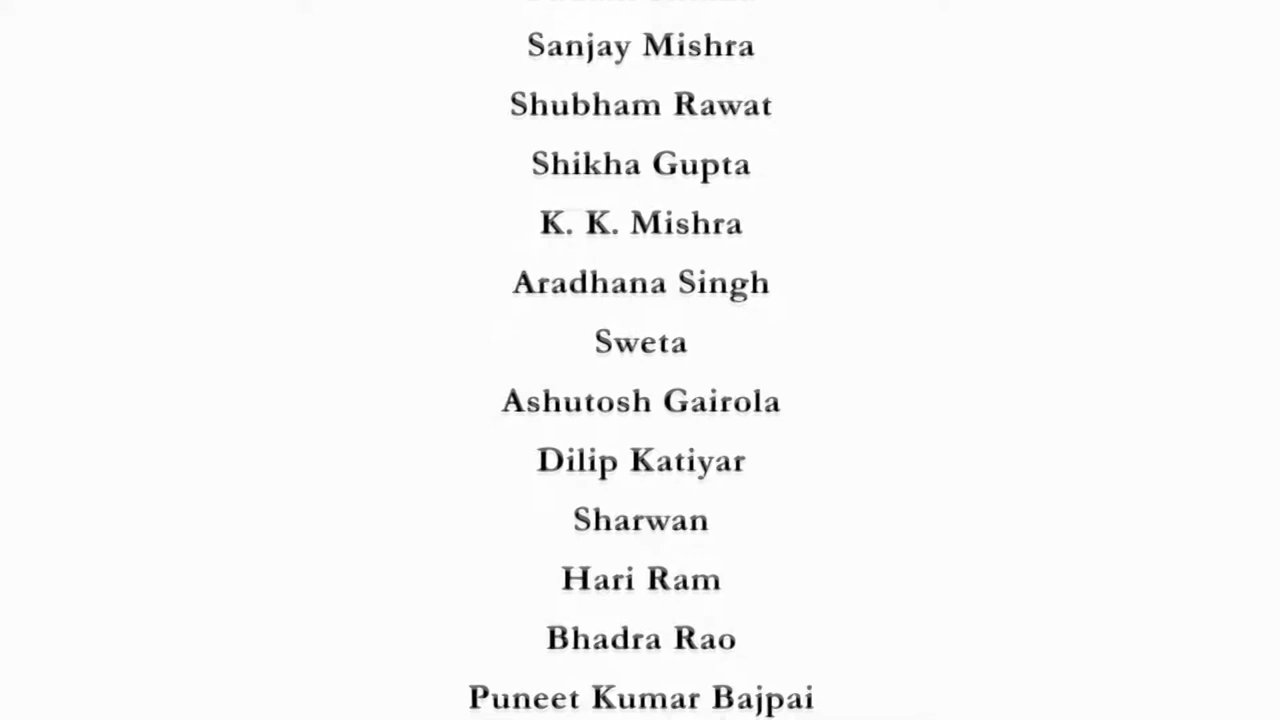 Sanjay Mishra
Shubham Rawat
Shikha Gupta
K. K. Mishra
Aradhana Singh
Sweta
Ashutosh Gairola
Dilip Katiyar
Sharwan
Hari Ram
Bhadra Rao
Puneet Kumar Bajpai